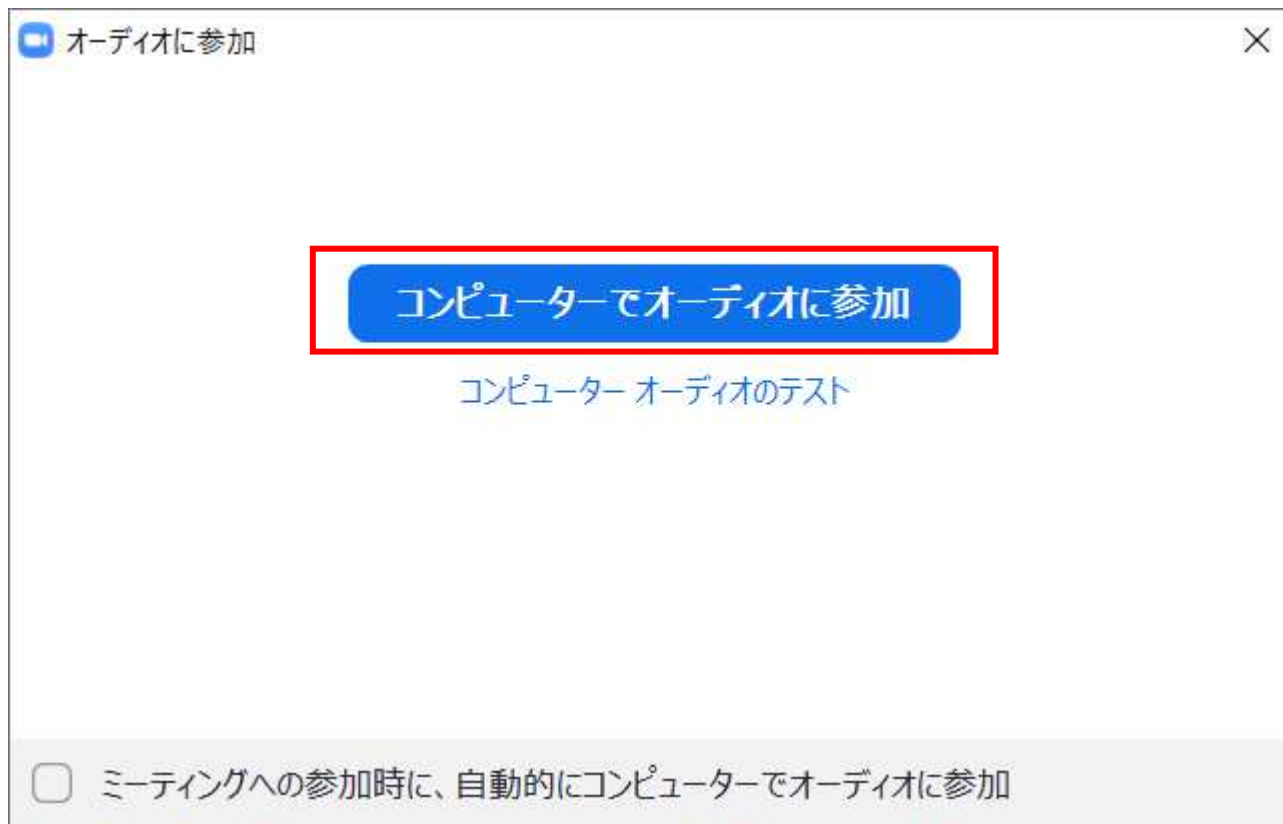 オーディオに参加
コンピューターでオーディオに参加
コンピューター オーディオのテスト
ミーティングへの参加時に、自動的にコンピューターでオーディオに参加